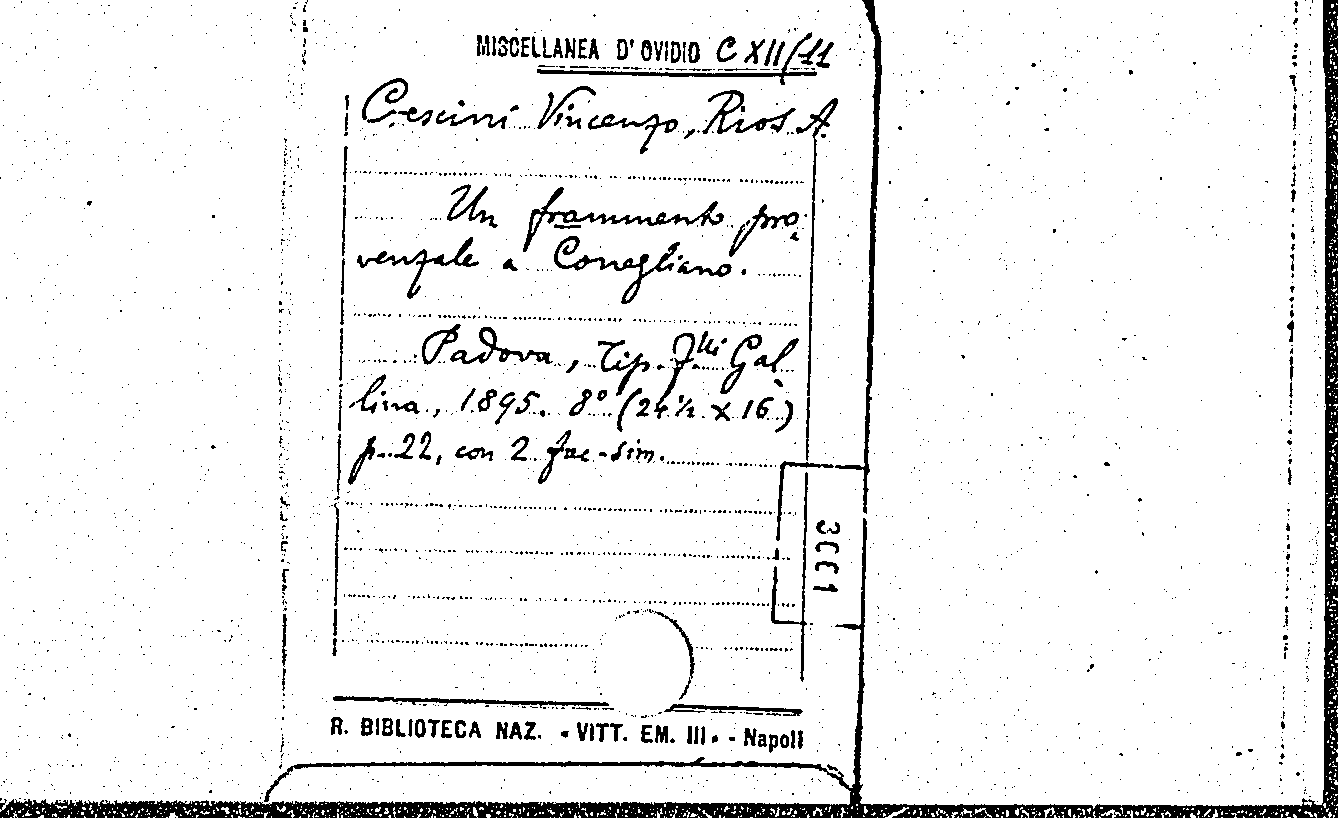 MISCELLANEA D'OVIDIO C XII/11
Crescini Vincenzo, Rios A.
Un frammento pro-
venzale a Conegliano.
Padova, Tip. F.lli Gal
lina, 1895. 8° (24½ x 16)
p. 22, con 2 fac-sim.
R. BIBLIOTECA NAZ. - VITT. EM. III - - Napoli